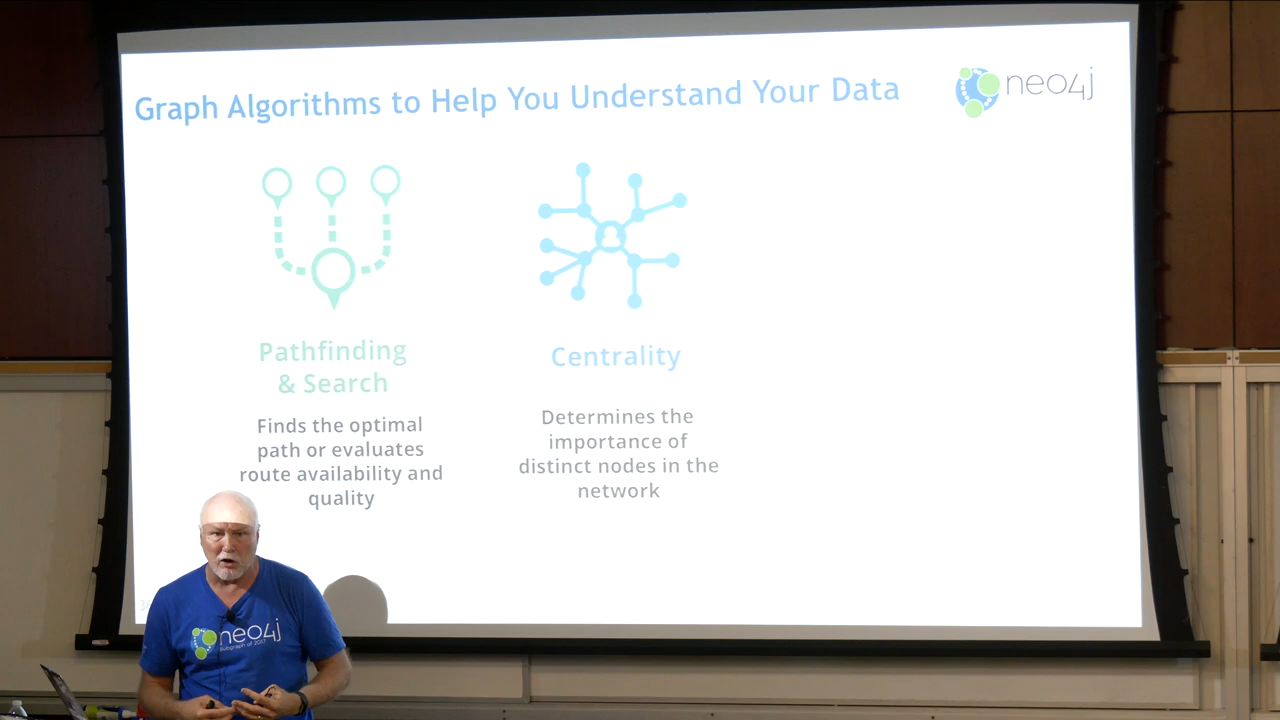 Graph Algorithms to Help You Understand Your Data
neo4j
Pathfinding
& Search
Finds the optimal
path or evaluates
route availability and
quality
Centrality
Determines the
importance of
distinct nodes in the
network
neo4j